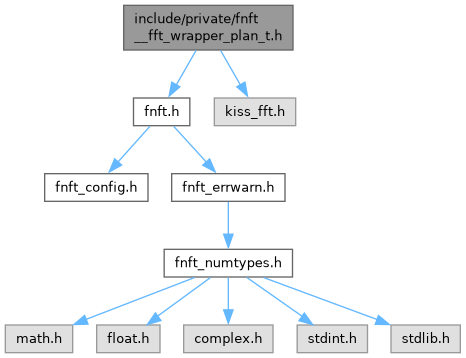 include/private/fnft
__fft_wrapper_plan_t.h
fnft.h
kiss_fft.h
fnft_config.h
fnft_errwarn.h
fnft_numtypes.h
math.h
float.h
complex.h
stdint.h
stdlib.h